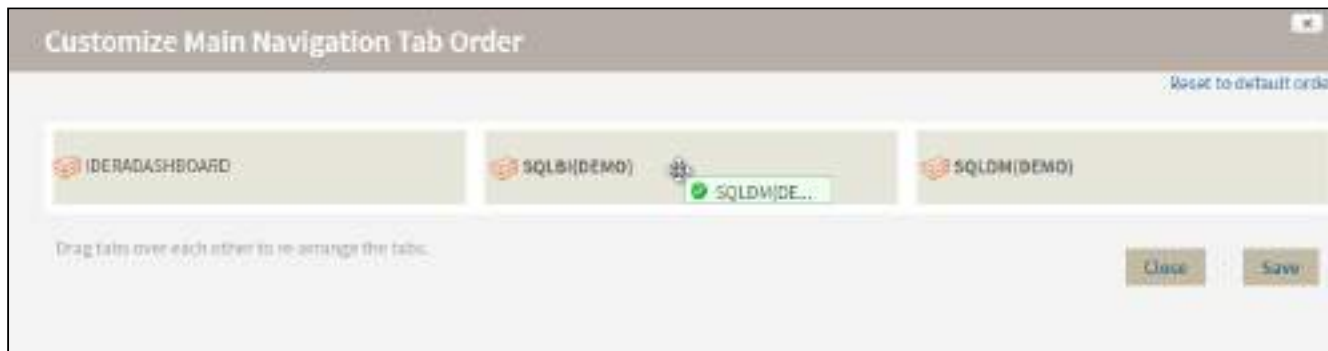 Customize Main Navigation Tab Order
Reset to default orde
IDERADASHBOARD
SQLBI(DEMO)
SQLDM(DEMO)
SQLDM(DE...
Drag tabs over each other to re-arrange the tabs.
Close
Save